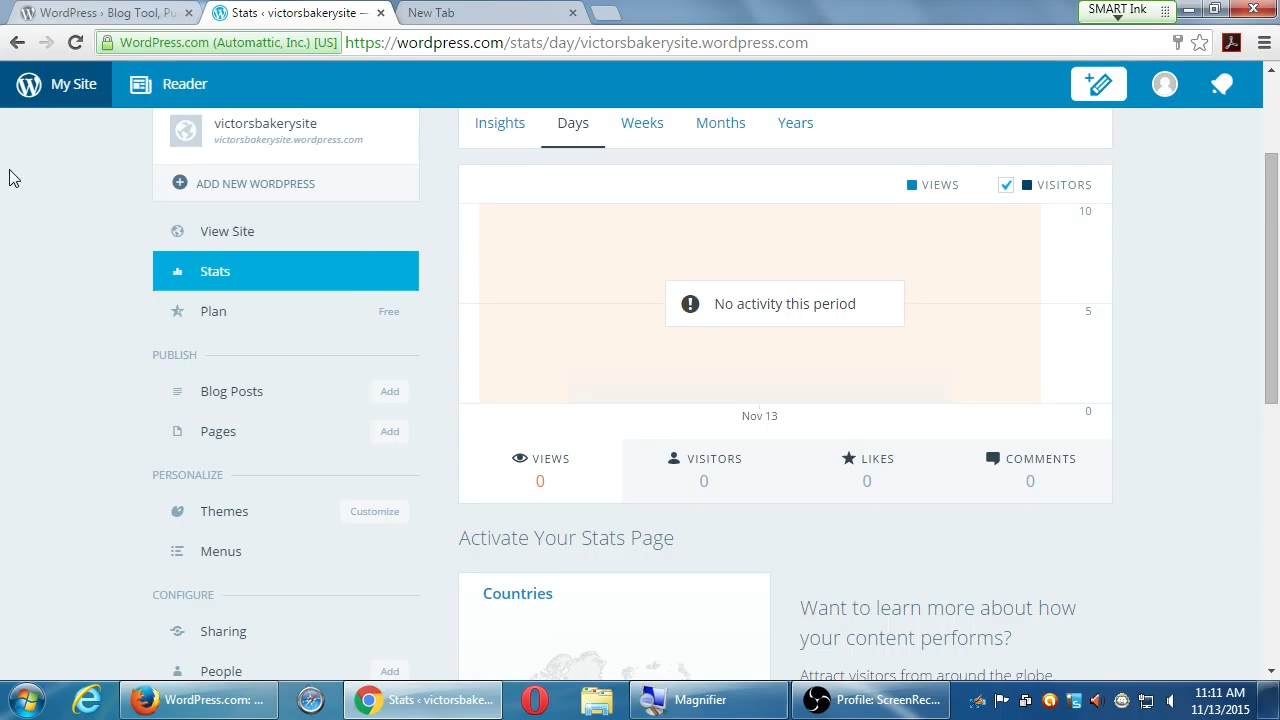 WordPress › Blog Tool, Pu
Stats ‹ victorsbakerysite —
New Tab
SMART Ink
WordPress.com (Automattic, Inc.) [US]
https://wordpress.com/stats/day/victorsbakerysite.wordpress.com
My Site
Reader
victorsbakerysite
victorsbakerysite.wordpress.com
ADD NEW WORDPRESS
View Site
Stats
Plan Free
PUBLISH
Blog Posts Add
Pages Add
PERSONALIZE
Themes Customize
Menus
CONFIGURE
Sharing
People Add
Insights Days Weeks Months Years
VIEWS VISITORS
10
No activity this period
5
0
Nov 13
VIEWS VISITORS LIKES COMMENTS
0 0 0 0
Activate Your Stats Page
Countries
Want to learn more about how
your content performs?
Attract visitors from around the globe
WordPress.com: ...
Stats ‹ victorsbake...
Magnifier
Profile: ScreenRec...
11:11 AM
11/13/2015